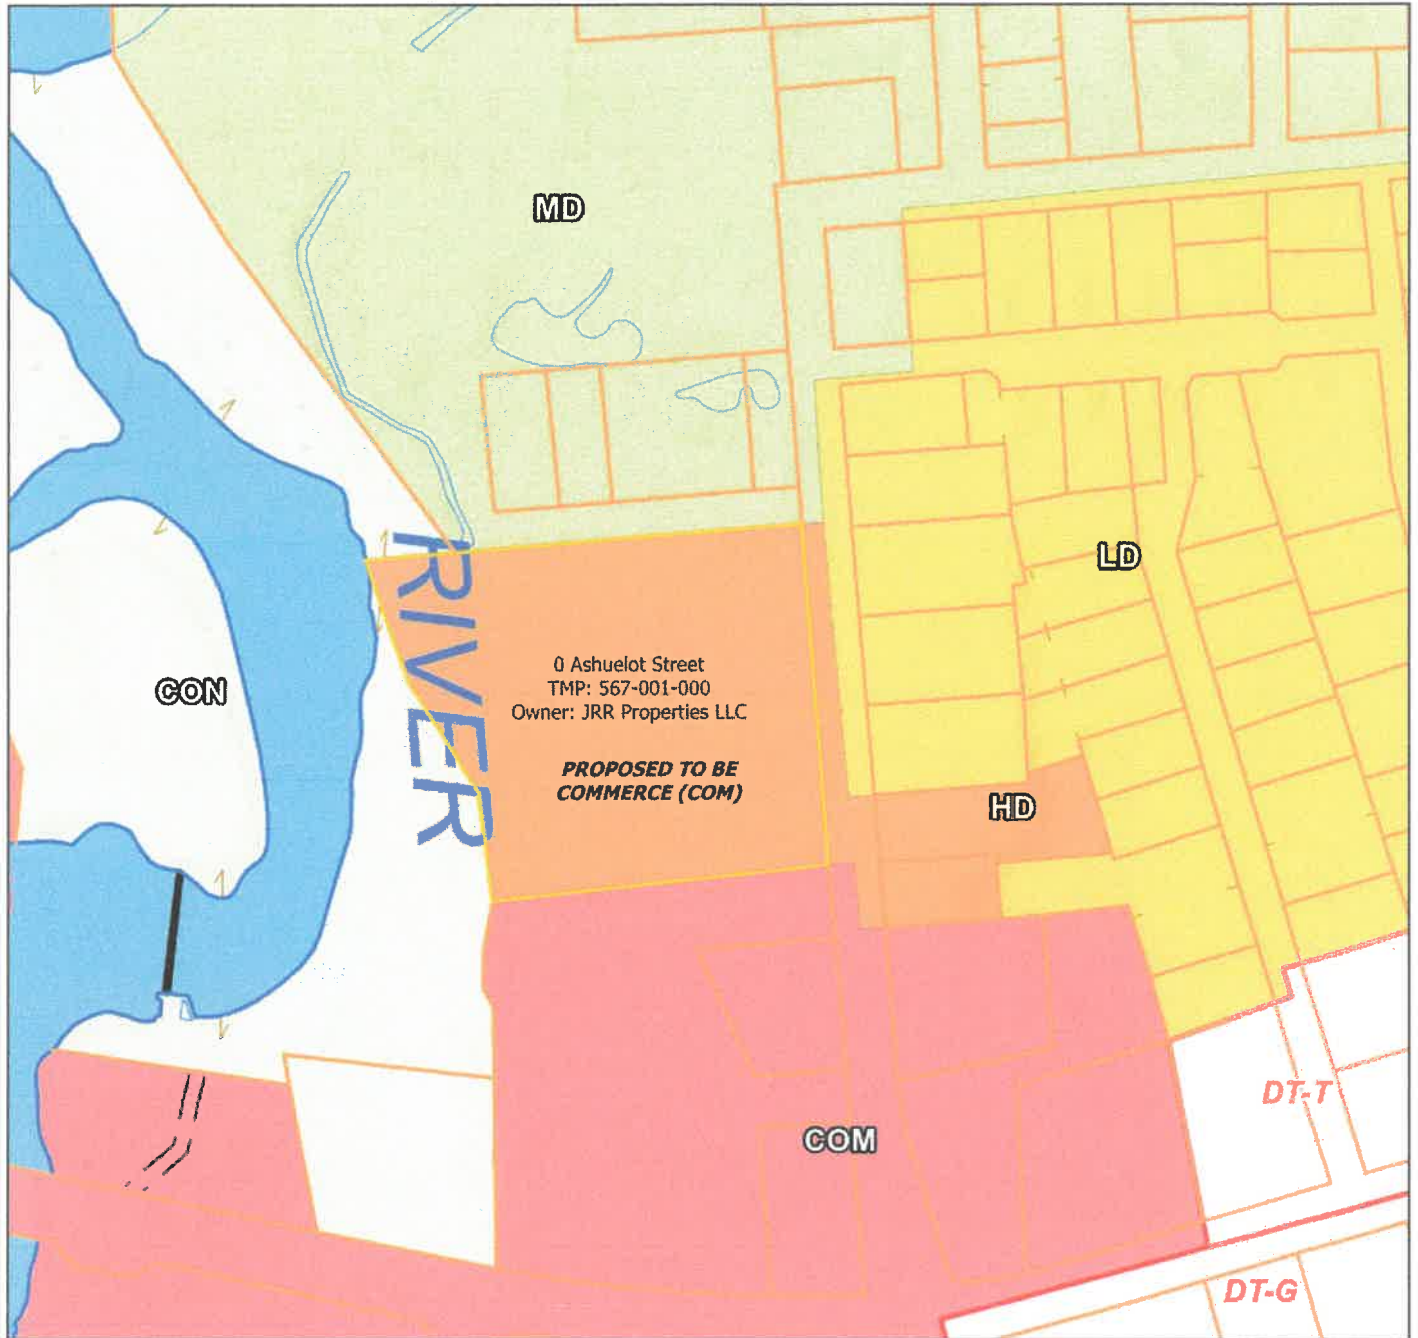 MD
LD
RIVER
0 Ashuelot Street
TMP: 567-001-000
Owner: JRR Properties LLC
PROPOSED TO BE
COMMERCE (COM)
CON
HD
DT-T
COM
DT-G